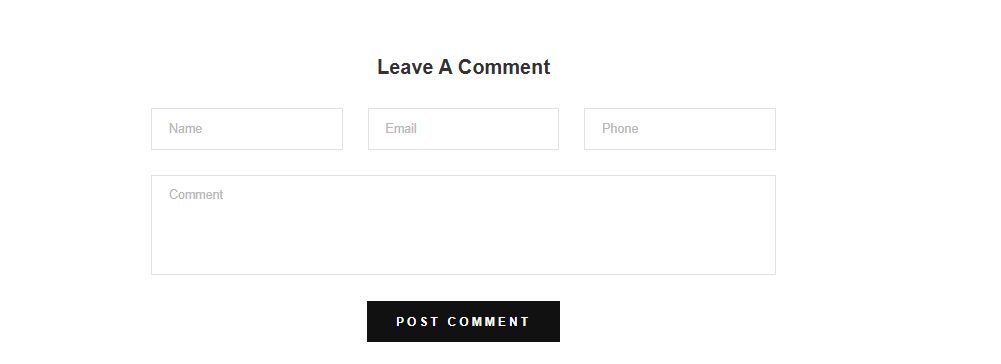 Leave A Comment
Name Email Phone
Comment
POST COMMENT